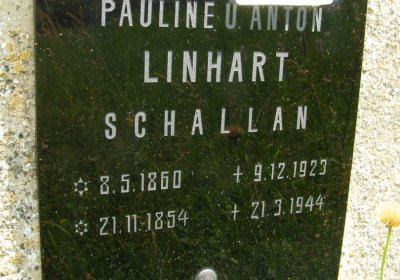 PAULINE U. ANTON
LINHART
SCHALLAN
✡ 8.5.1860 + 9.12.1923
✡ 21.11.1854 + 21.3.1944